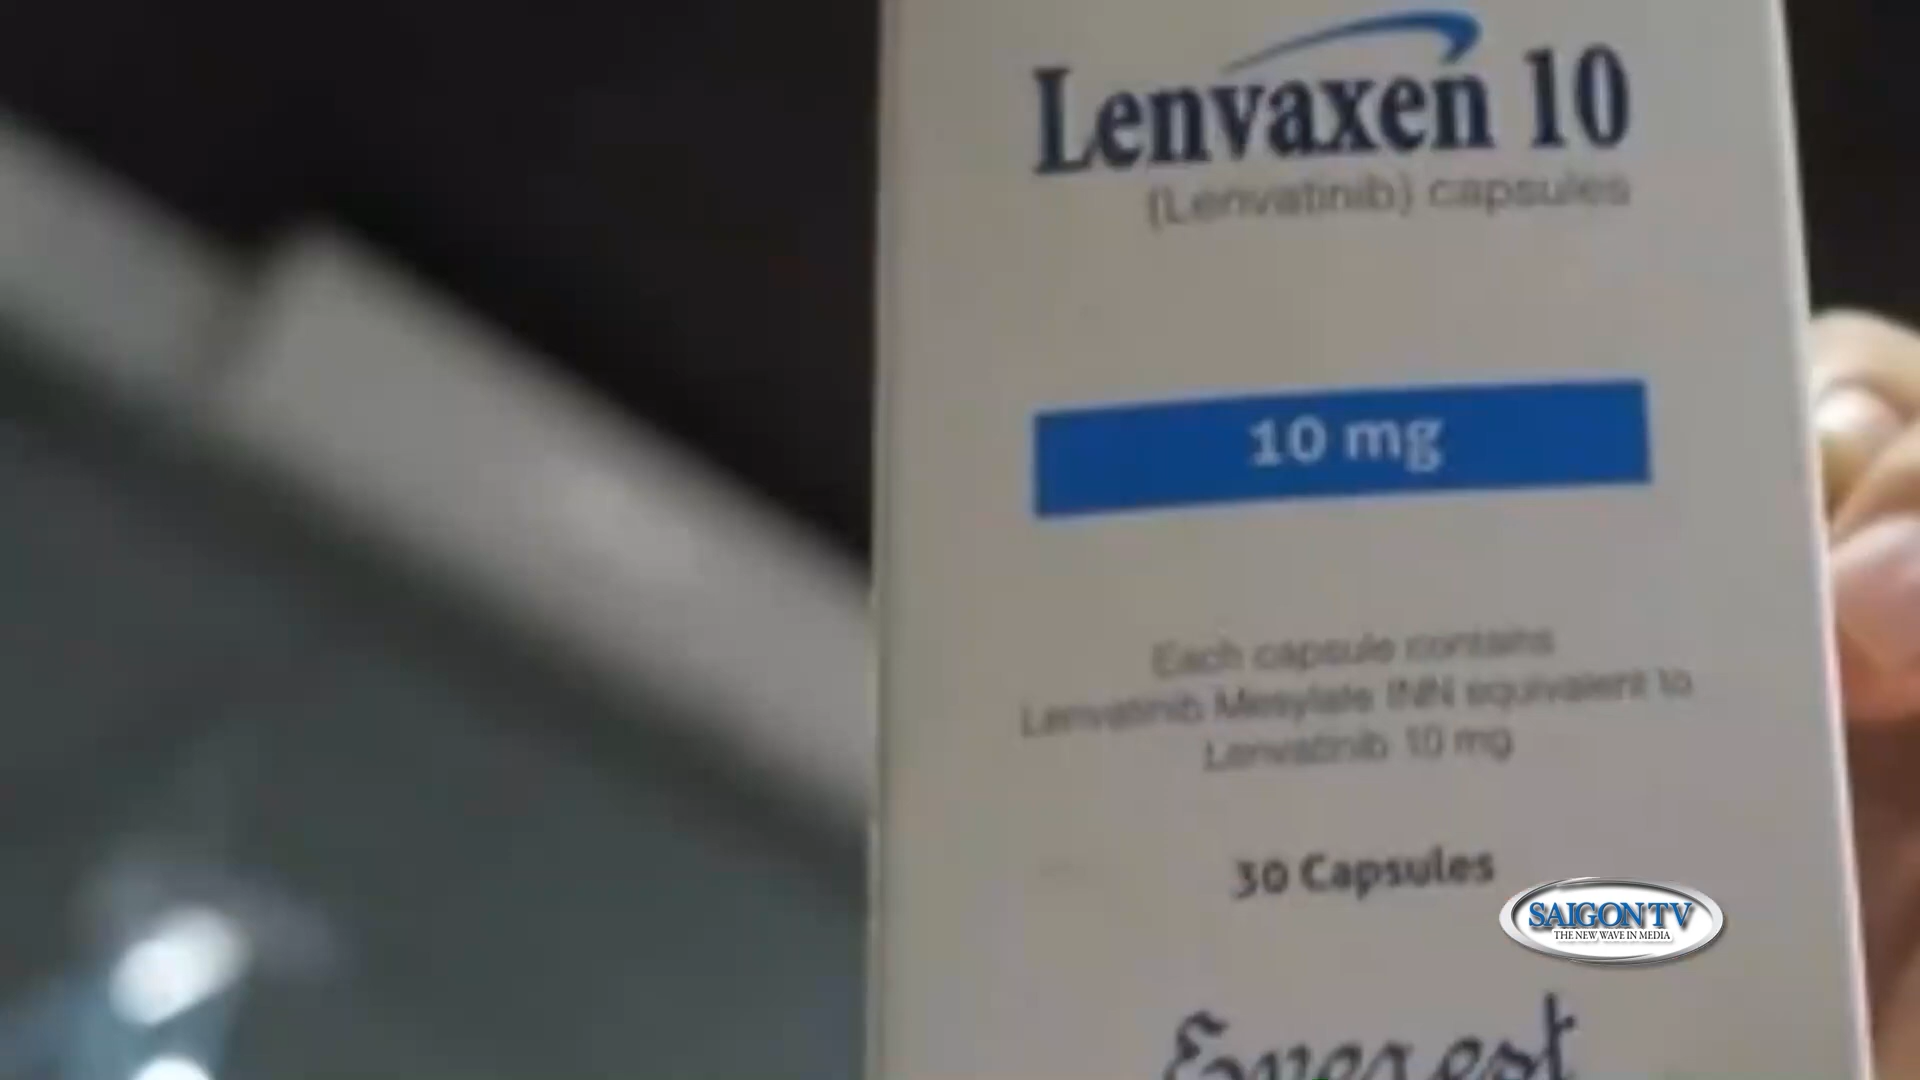 Lenvaxen 10
(Lenvatinib) capsules
10 mg
Each capsule contains
Lenvatinib Mesylate INN equivalent to
Lenvatinib 10 mg
30 Capsules
SAIGON TV
THE NEW WAVE IN MEDIA
Everest